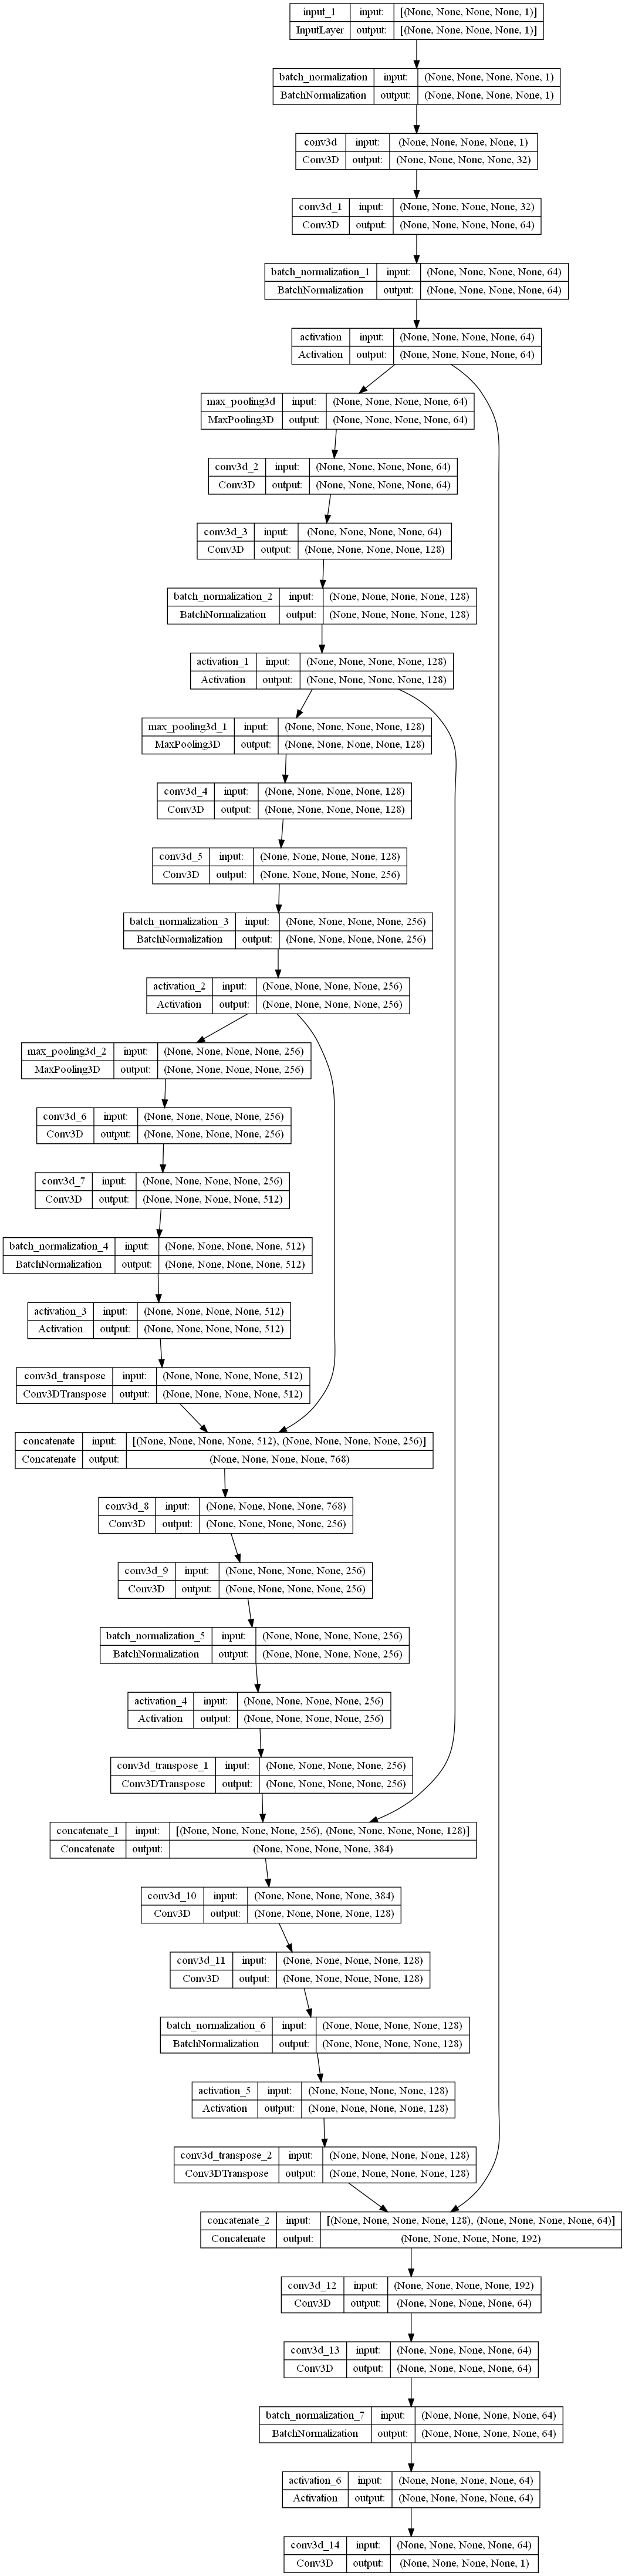 input_1 input: [(None, None, None, None, 1)]
InputLayer output: [(None, None, None, None, 1)]
batch_normalization input: (None, None, None, None, 1)
BatchNormalization output: (None, None, None, None, 1)
conv3d input: (None, None, None, None, 1)
Conv3D output: (None, None, None, None, 32)
conv3d_1 input: (None, None, None, None, 32)
Conv3D output: (None, None, None, None, 64)
batch_normalization_1 input: (None, None, None, None, 64)
BatchNormalization output: (None, None, None, None, 64)
activation input: (None, None, None, None, 64)
Activation output: (None, None, None, None, 64)
max_pooling3d input: (None, None, None, None, 64)
MaxPooling3D output: (None, None, None, None, 64)
conv3d_2 input: (None, None, None, None, 64)
Conv3D output: (None, None, None, None, 64)
conv3d_3 input: (None, None, None, None, 64)
Conv3D output: (None, None, None, None, 128)
batch_normalization_2 input: (None, None, None, None, 128)
BatchNormalization output: (None, None, None, None, 128)
activation_1 input: (None, None, None, None, 128)
Activation output: (None, None, None, None, 128)
max_pooling3d_1 input: (None, None, None, None, 128)
MaxPooling3D output: (None, None, None, None, 128)
conv3d_4 input: (None, None, None, None, 128)
Conv3D output: (None, None, None, None, 128)
conv3d_5 input: (None, None, None, None, 128)
Conv3D output: (None, None, None, None, 256)
batch_normalization_3 input: (None, None, None, None, 256)
BatchNormalization output: (None, None, None, None, 256)
activation_2 input: (None, None, None, None, 256)
Activation output: (None, None, None, None, 256)
max_pooling3d_2 input: (None, None, None, None, 256)
MaxPooling3D output: (None, None, None, None, 256)
conv3d_6 input: (None, None, None, None, 256)
Conv3D output: (None, None, None, None, 256)
conv3d_7 input: (None, None, None, None, 256)
Conv3D output: (None, None, None, None, 512)
batch_normalization_4 input: (None, None, None, None, 512)
BatchNormalization output: (None, None, None, None, 512)
activation_3 input: (None, None, None, None, 512)
Activation output: (None, None, None, None, 512)
conv3d_transpose input: (None, None, None, None, 512)
Conv3DTranspose output: (None, None, None, None, 512)
concatenate input: [(None, None, None, None, 512), (None, None, None, None, 256)]
Concatenate output: (None, None, None, None, 768)
conv3d_8 input: (None, None, None, None, 768)
Conv3D output: (None, None, None, None, 256)
conv3d_9 input: (None, None, None, None, 256)
Conv3D output: (None, None, None, None, 256)
batch_normalization_5 input: (None, None, None, None, 256)
BatchNormalization output: (None, None, None, None, 256)
activation_4 input: (None, None, None, None, 256)
Activation output: (None, None, None, None, 256)
conv3d_transpose_1 input: (None, None, None, None, 256)
Conv3DTranspose output: (None, None, None, None, 256)
concatenate_1 input: [(None, None, None, None, 256), (None, None, None, None, 128)]
Concatenate output: (None, None, None, None, 384)
conv3d_10 input: (None, None, None, None, 384)
Conv3D output: (None, None, None, None, 128)
conv3d_11 input: (None, None, None, None, 128)
Conv3D output: (None, None, None, None, 128)
batch_normalization_6 input: (None, None, None, None, 128)
BatchNormalization output: (None, None, None, None, 128)
activation_5 input: (None, None, None, None, 128)
Activation output: (None, None, None, None, 128)
conv3d_transpose_2 input: (None, None, None, None, 128)
Conv3DTranspose output: (None, None, None, None, 128)
concatenate_2 input: [(None, None, None, None, 128), (None, None, None, None, 64)]
Concatenate output: (None, None, None, None, 192)
conv3d_12 input: (None, None, None, None, 192)
Conv3D output: (None, None, None, None, 64)
conv3d_13 input: (None, None, None, None, 64)
Conv3D output: (None, None, None, None, 64)
batch_normalization_7 input: (None, None, None, None, 64)
BatchNormalization output: (None, None, None, None, 64)
activation_6 input: (None, None, None, None, 64)
Activation output: (None, None, None, None, 64)
conv3d_14 input: (None, None, None, None, 64)
Conv3D output: (None, None, None, None, 1)